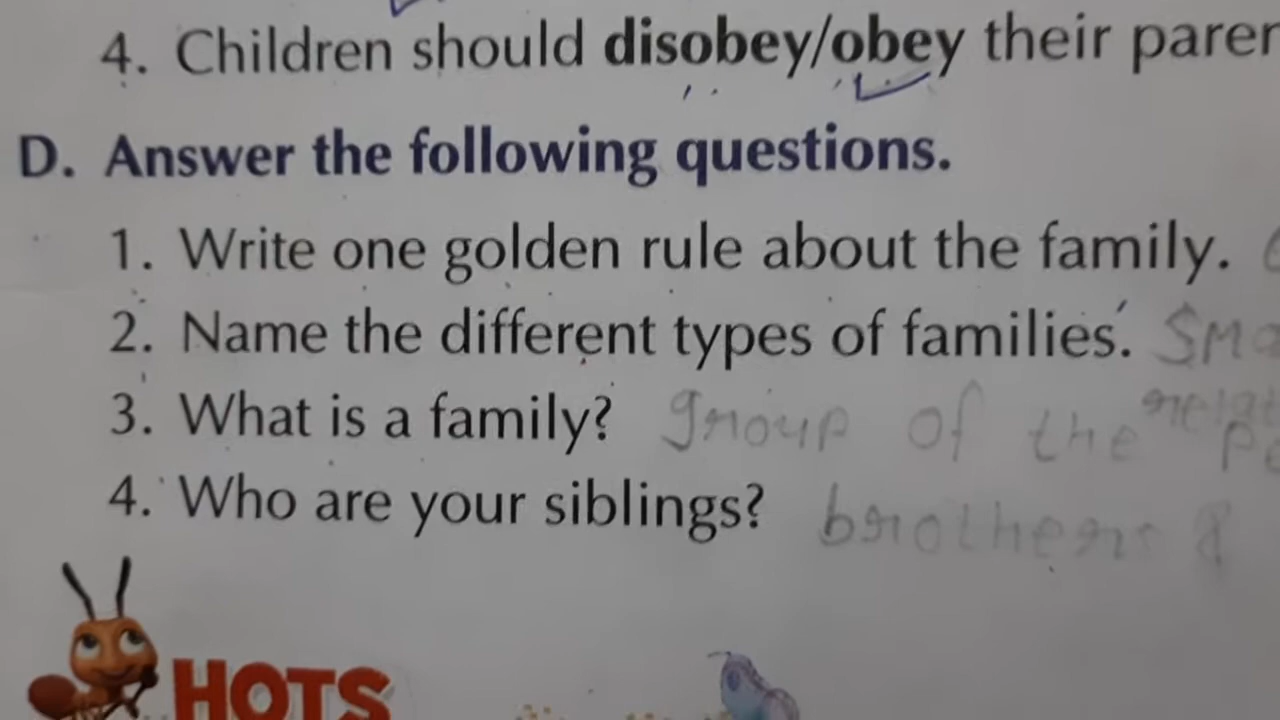 4. Children should disobey/obey their paren
D. Answer the following questions.
1. Write one golden rule about the family.
2. Name the different types of families. Sma
3. What is a family? group of the
4. Who are your siblings? brothers &
HOTS